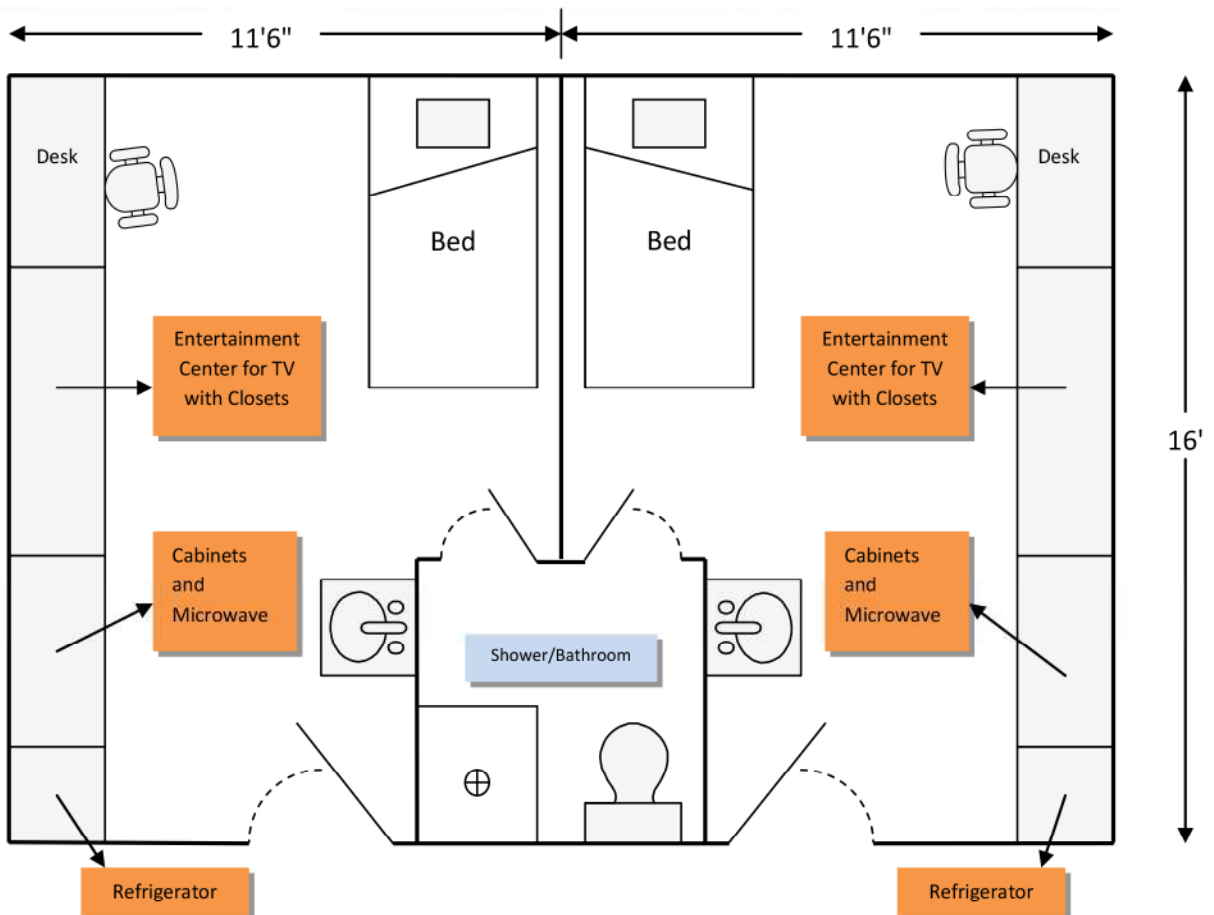 11'6"
11'6"
Desk
Desk
Bed
Bed
Entertainment
Center for TV
with Closets
Entertainment
Center for TV
with Closets
16'
Cabinets
and
Microwave
Cabinets
and
Microwave
Shower/Bathroom
Refrigerator
Refrigerator